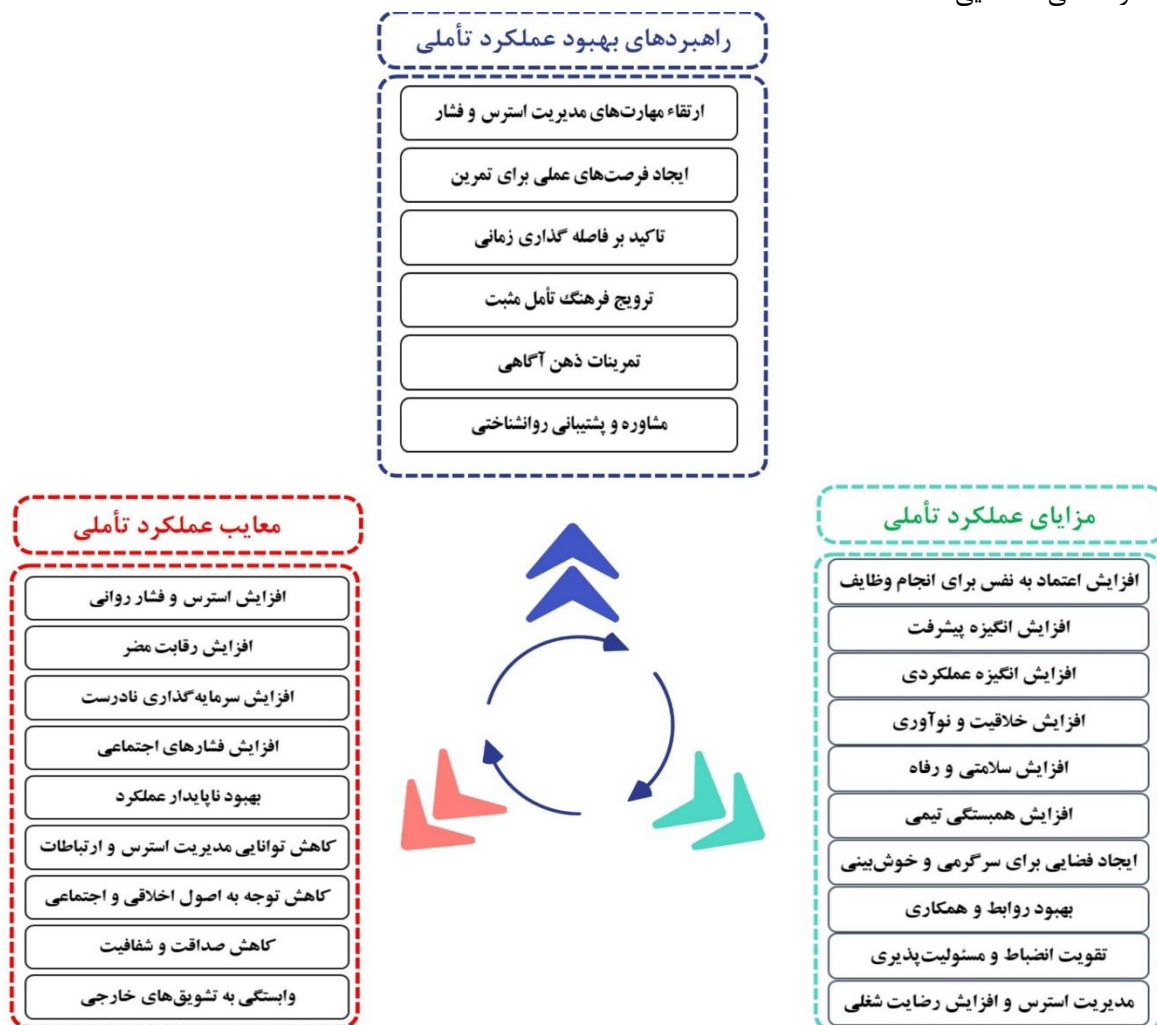 راهبردهای بهبود عملکرد تأملی
ارتقاء مهارت‌های مدیریت استرس و فشار
ایجاد فرصت‌های عملی برای تمرین
تاکید بر فاصله گذاری زمانی
ترویج فرهنگ تأمل مثبت
تمرینات ذهن آگاهی
مشاوره و پشتیبانی روانشناختی
مزایای عملکرد تأملی
افزایش اعتماد به نفس برای انجام وظایف
افزایش انگیزه پیشرفت
افزایش انگیزه عملکردی
افزایش خلاقیت و نوآوری
افزایش سلامتی و رفاه
افزایش همبستگی تیمی
ایجاد فضایی برای سرگرمی و خوش‌بینی
بهبود روابط و همکاری
تقویت انضباط و مسئولیت‌پذیری
مدیریت استرس و افزایش رضایت شغلی
معایب عملکرد تأملی
افزایش استرس و فشار روانی
افزایش رقابت مضر
افزایش سرمایه‌گذاری نادرست
افزایش فشارهای اجتماعی
بهبود ناپایدار عملکرد
کاهش توانایی مدیریت استرس و ارتباطات
کاهش توجه به اصول اخلاقی و اجتماعی
کاهش صداقت و شفافیت
وابستگی به تشویق‌های خارجی